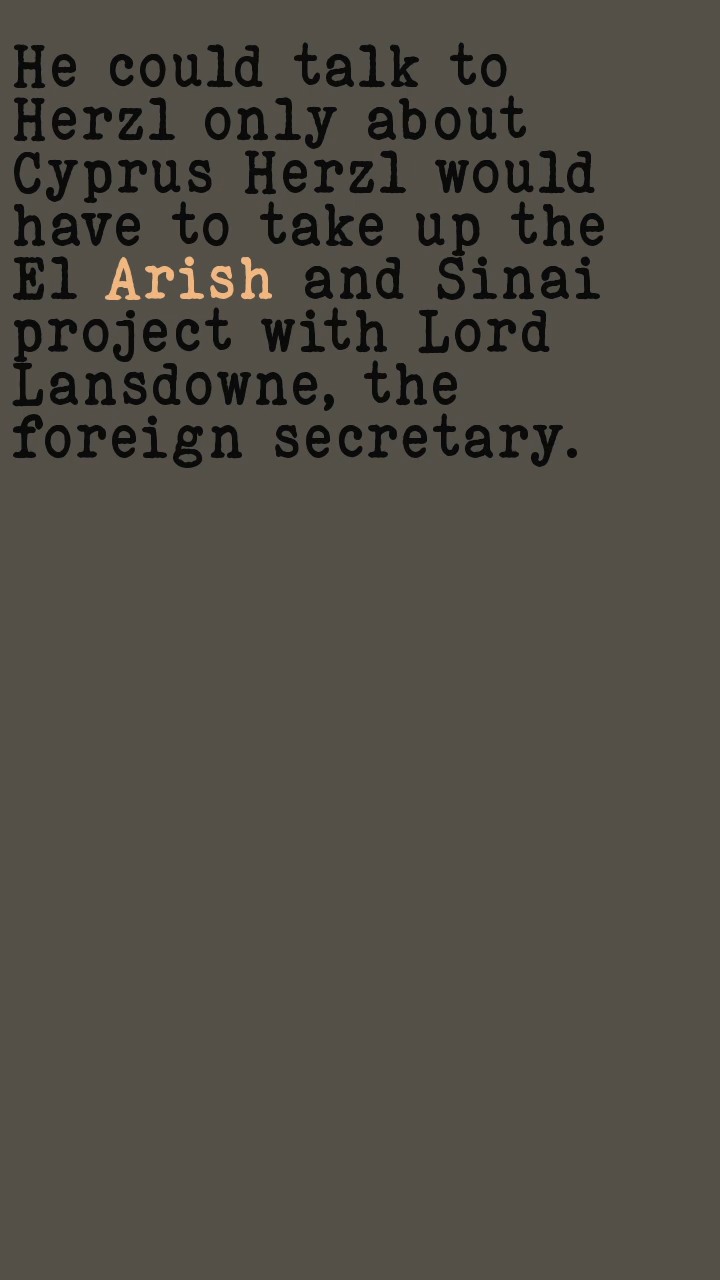 He could talk to
Herzl only about
Cyprus Herzl would
have to take up the
El Arish and Sinai
project with Lord
Lansdowne, the
foreign secretary.